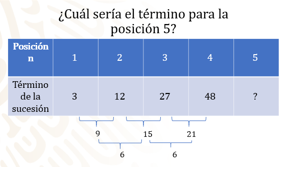 ¿Cuál sería el término para la
posición 5?
Posición
n
1 2 3 4 5
Término
de la
sucesión
3 12 27 48 ?
9 15 21
6 6